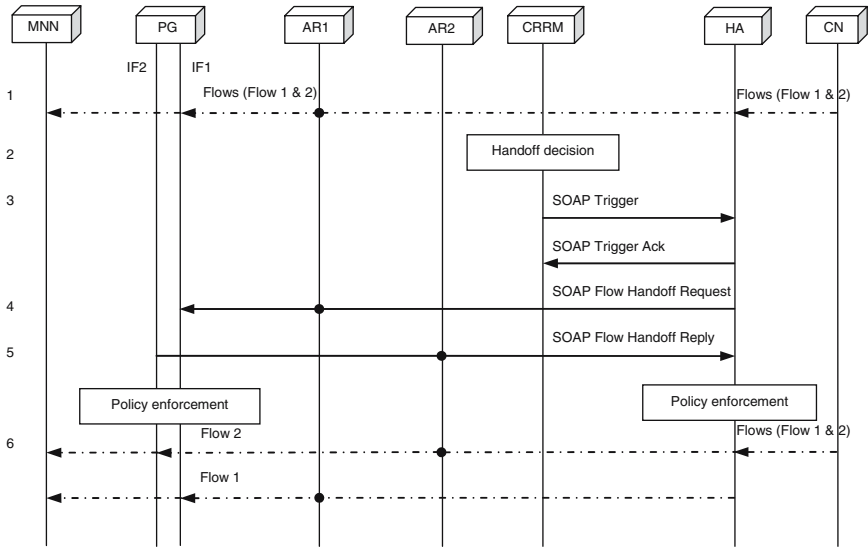 MNN PG AR1 AR2 CRRM HA CN
IF2 IF1
1 Flows (Flow 1 & 2) Flows (Flow 1 & 2)
2 Handoff decision
3 SOAP Trigger
SOAP Trigger Ack
4 SOAP Flow Handoff Request
5 SOAP Flow Handoff Reply
Policy enforcement Policy enforcement
6 Flow 2 Flows (Flow 1 & 2)
Flow 1